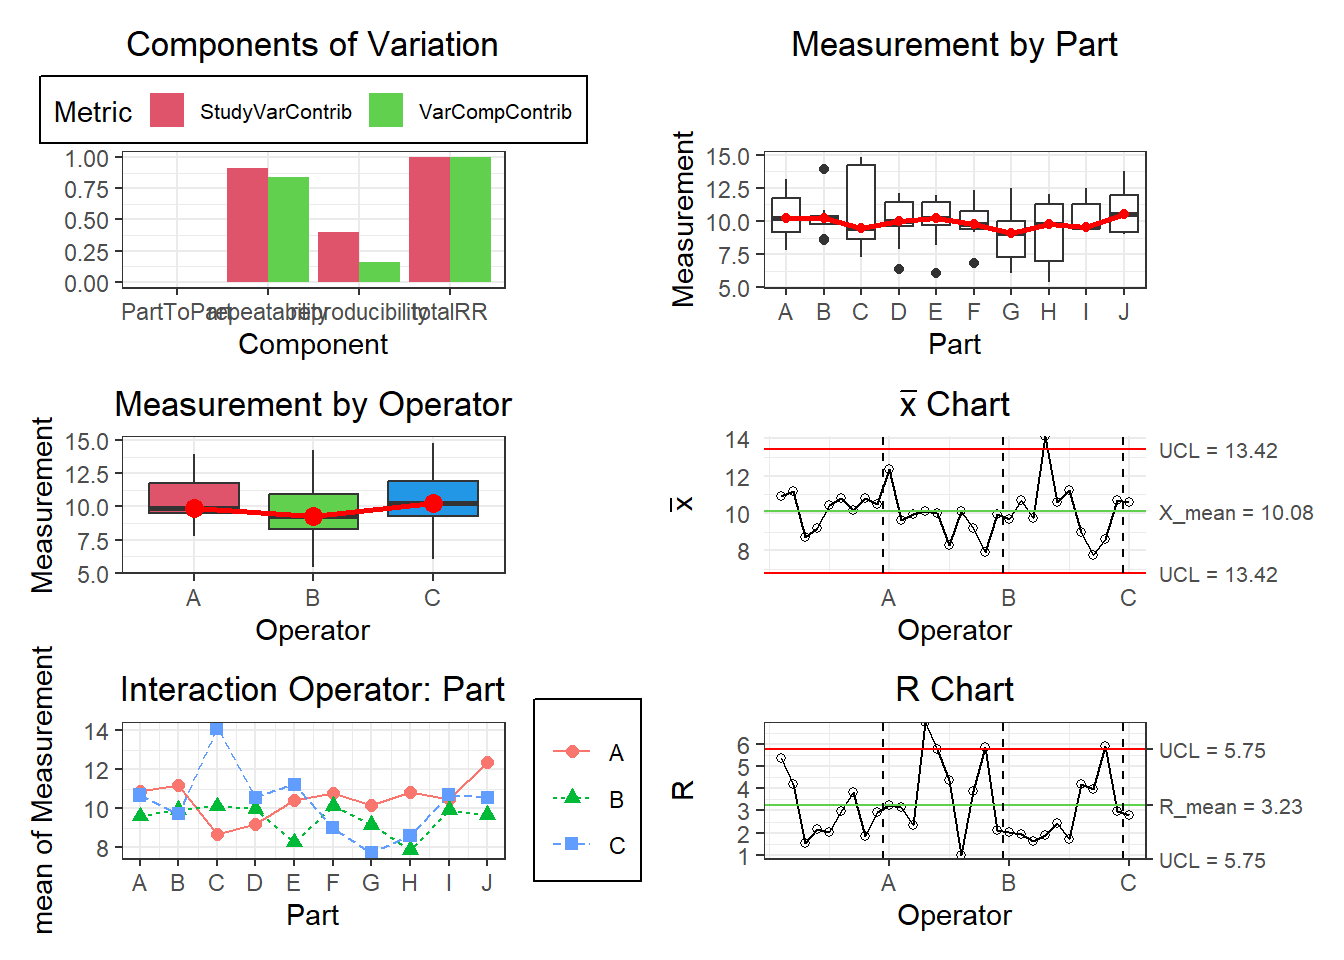 Components of Variation
Metric StudyVarContrib VarCompContrib
1.00
0.75
0.50
0.25
0.00
PartToPart repeatability reproducibility totalRR
Component
Measurement by Part
Measurement
15.0
12.5
10.0
7.5
5.0
A B C D E F G H I J
Part
Measurement by Operator
Measurement
15.0
12.5
10.0
7.5
5.0
A B C
Operator
x Chart
x
14
12
10
8
UCL = 13.42
X_mean = 10.08
UCL = 13.42
A B C
Operator
Interaction Operator: Part
mean of Measurement
14
12
10
8
A B C D E F G H I J
Part
A
B
C
R Chart
R
6
5
4
3
2
1
UCL = 5.75
R_mean = 3.23
UCL = 5.75
A B C
Operator